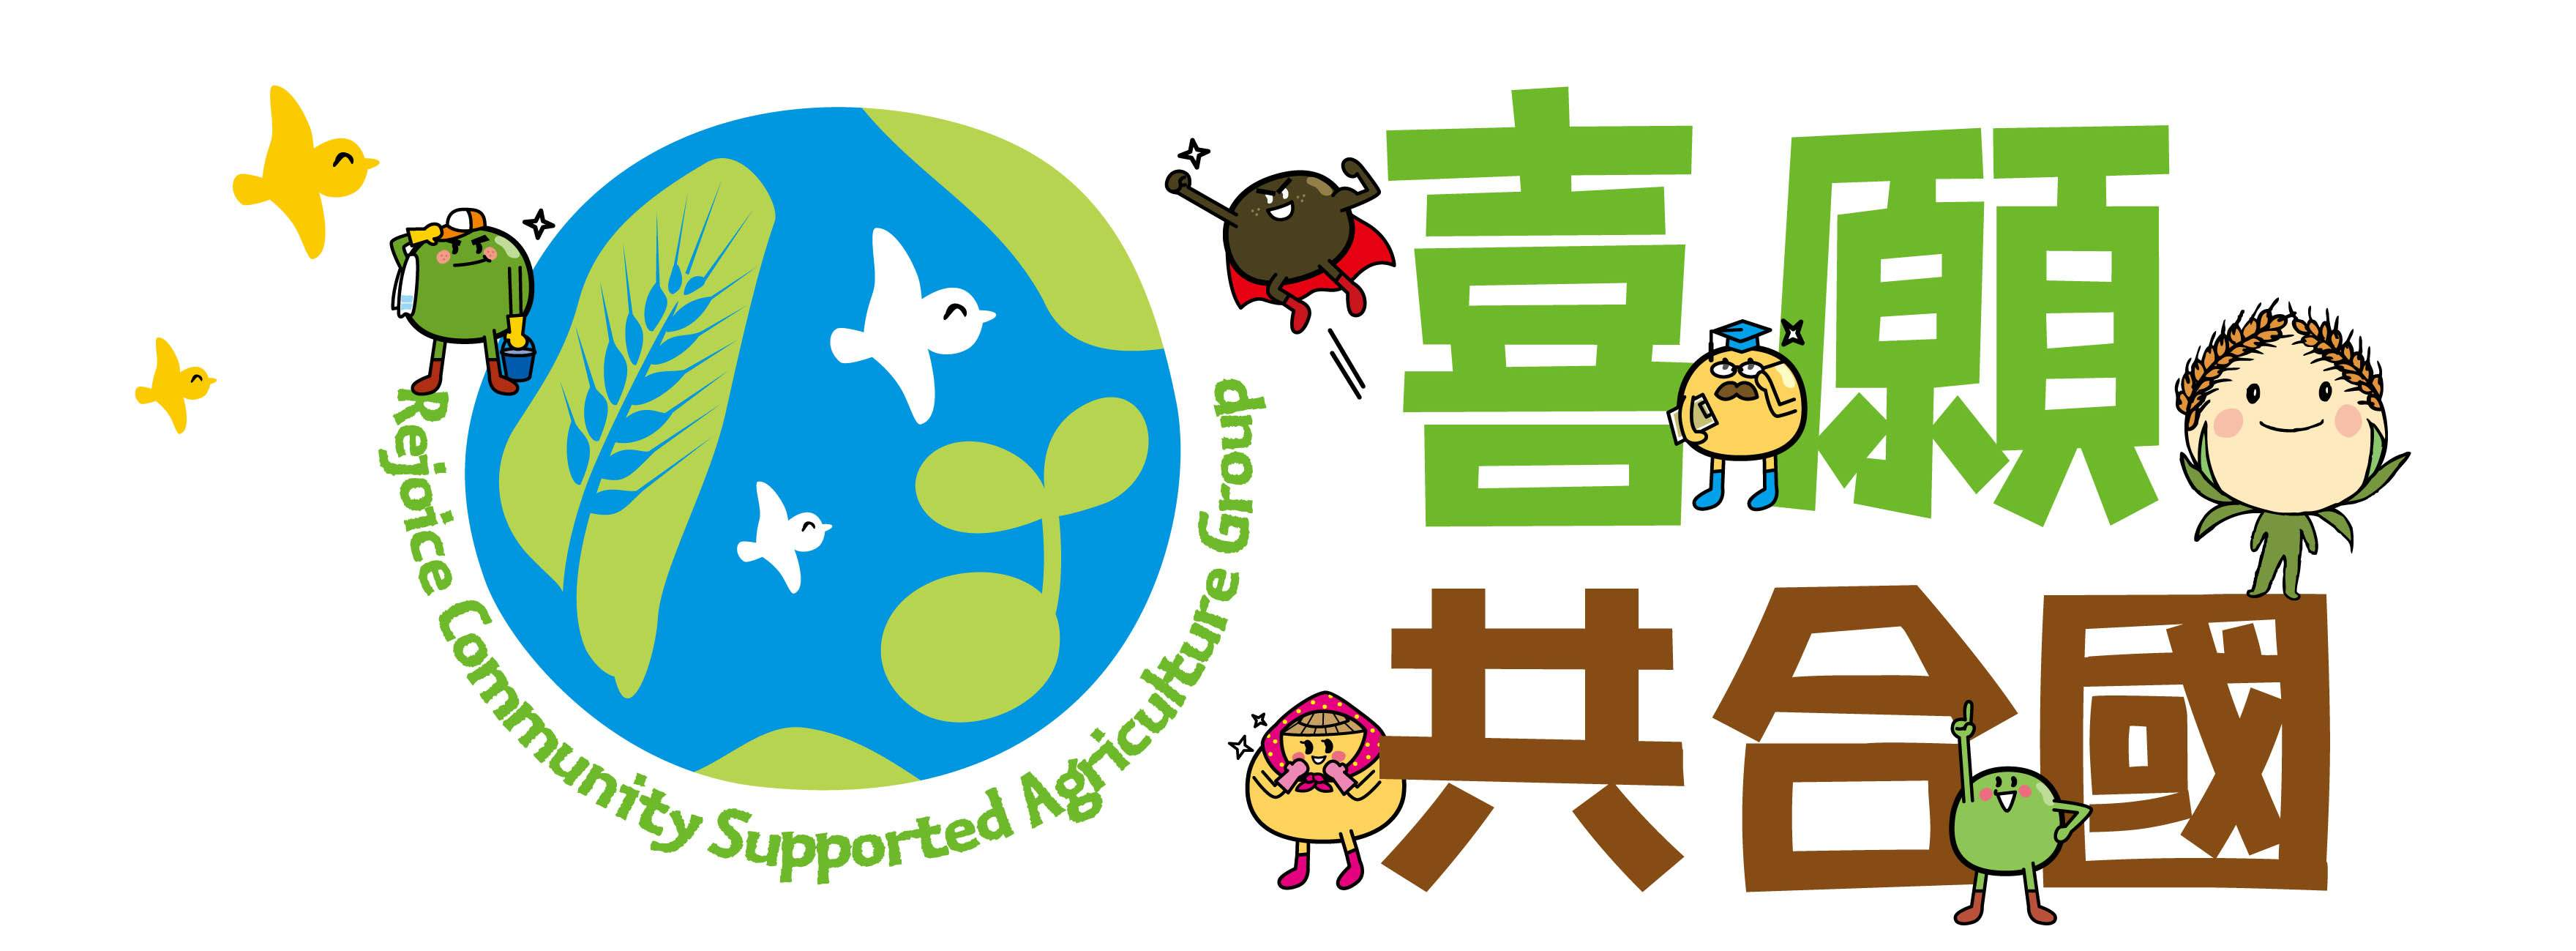 Rejoice Community Supported Agriculture Group
喜願
共合國